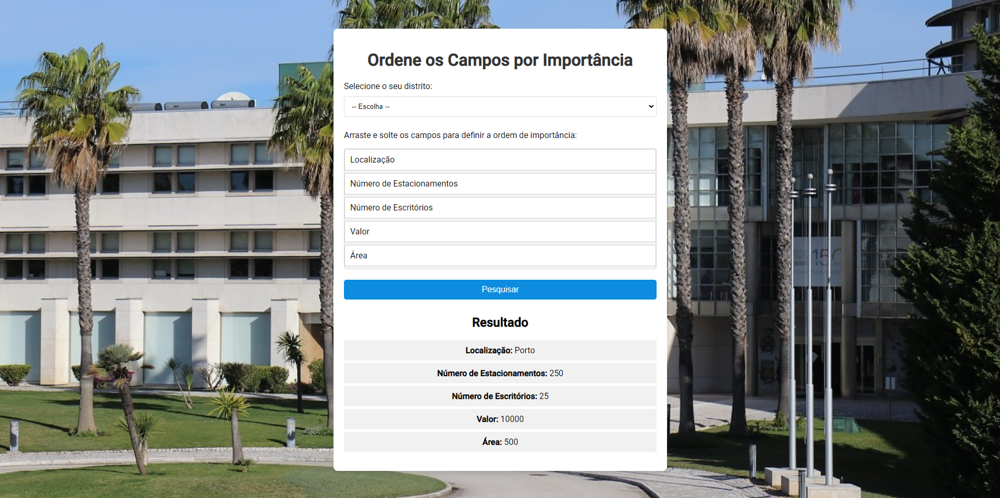 Ordene os Campos por Importância
Selecione o seu distrito:
-- Escolha --
Arraste e solte os campos para definir a ordem de importância:
Localização
Número de Estacionamentos
Número de Escritórios
Valor
Área
Pesquisar
Resultado
Localização: Porto
Número de Estacionamentos: 250
Número de Escritórios: 25
Valor: 10000
Área: 500